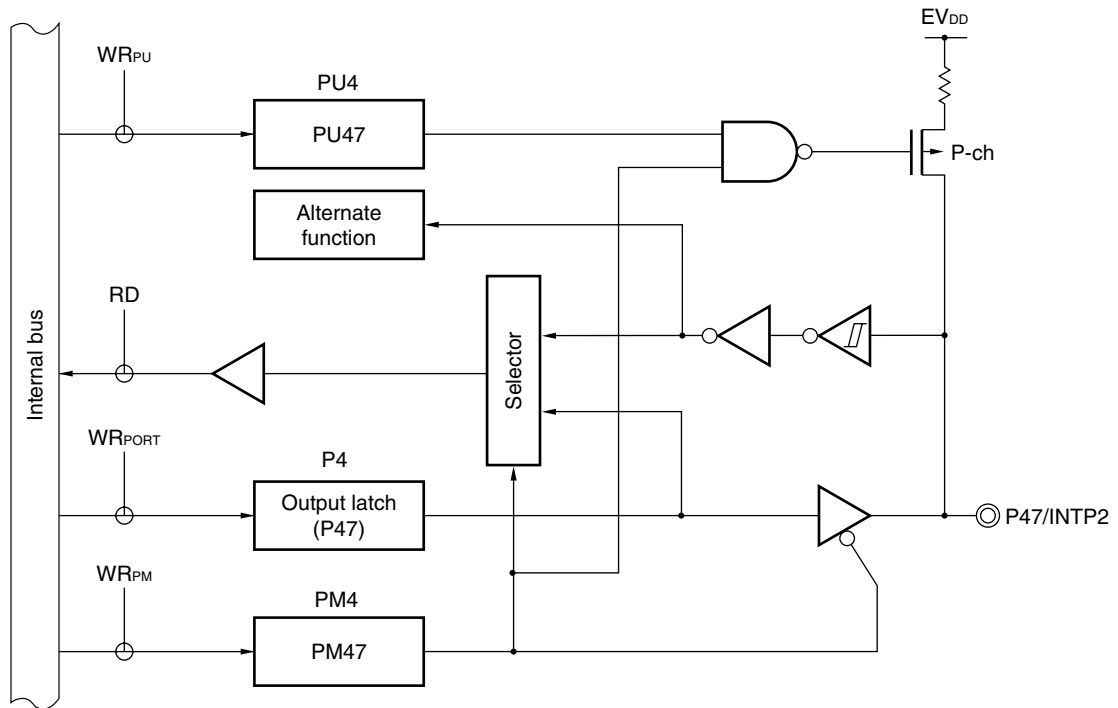 EVDD
WRPU
PU4
PU47
P-ch
Alternate
function
RD
Internal bus
Selector
WRPORT
P4
Output latch
(P47)
P47/INTP2
WRPM
PM4
PM47